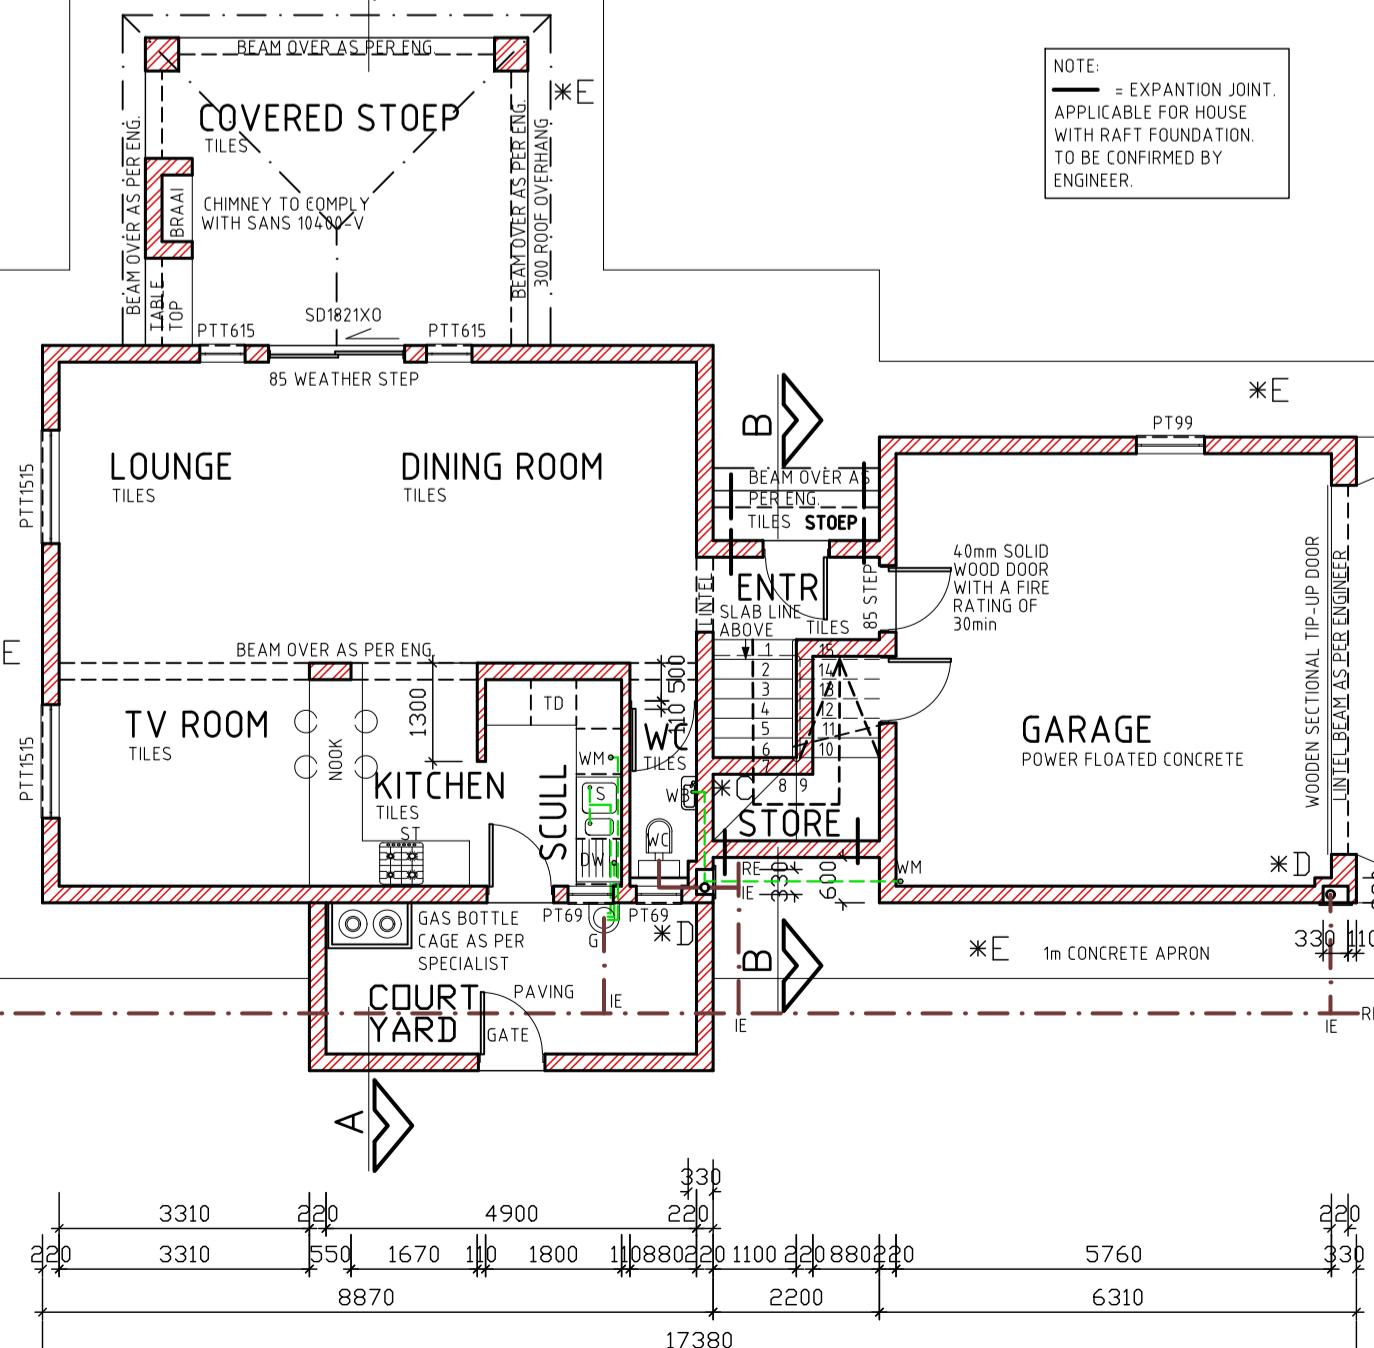 BEAM OVER AS PER ENG.
BEAM OVER AS PER ENG.
BEAM OVER AS PER ENG.
300 ROOF OVERHANG
COVERED STOEP
TILES
BRAAI
CHIMNEY TO COMPLY
WITH SANS 10400-V
TABLE
TOP
SD1821XO
PTT615
PTT615
85 WEATHER STEP
*E
NOTE:
= EXPANTION JOINT.
APPLICABLE FOR HOUSE
WITH RAFT FOUNDATION.
TO BE CONFIRMED BY
ENGINEER.
*E
B
PT99
LOUNGE
TILES
DINING ROOM
TILES
PTT1515
BEAM OVER AS
PER ENG.
TILES STOEP
LINTEL
ENTR
SLAB LINE
ABOVE
TILES
85 STEP
40mm SOLID
WOOD DOOR
WITH A FIRE
RATING OF
30min
WOODEN SECTIONAL TIP-UP DOOR
LINTEL BEAM AS PER ENGINEER
E
BEAM OVER AS PER ENG.
1
2
3
4
5
6
7
8
9
10
11
12
13
14
15
500
110
1300
TV ROOM
TILES
PTT1515
NOOK
KITCHEN
TILES
ST
TD
SCULL
WM
S
DW
WC
TILES
WB
WC
*C
STORE
GARAGE
POWER FLOATED CONCRETE
*D
WM
RE
IE
330
600
PT69
PT69
GAS BOTTLE
CAGE AS PER
SPECIALIST
G
*D
B
*E
1m CONCRETE APRON
330
110
COURT
YARD
PAVING
GATE
IE
IE
IE
A
330
3310
220
4900
220
220
220
3310
550
1670
110
1800
110
880
220
1100
220
880
220
5760
330
8870
2200
6310
17380